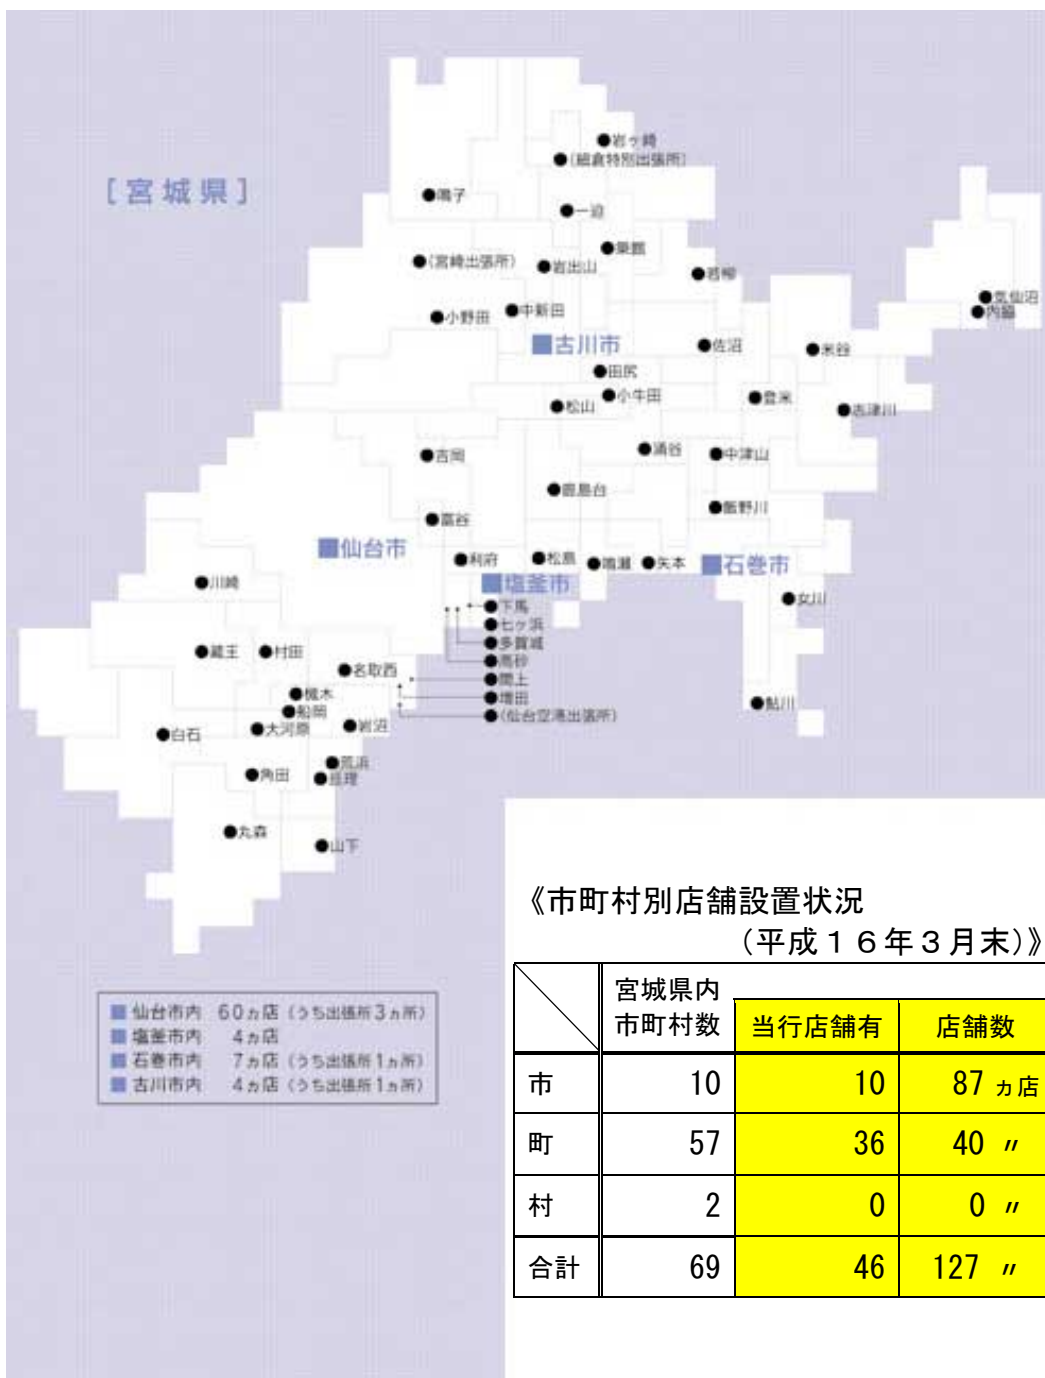 [宮城県]
●岩ヶ崎
●(細倉特別出張所)
●鳴子
●一迫
●築館
●(宮崎出張所)
●岩出山
●若柳
●気仙沼
●内脇
●中新田
●小野田
■古川市
●佐沼
●米谷
●田尻
●小牛田
●登米
●松山
●志津川
●吉岡
●涌谷
●中津山
●鹿島台
●飯野川
●富谷
■仙台市
●利府
●松島
●鳴瀬
●矢本
■石巻市
■塩釜市
●川崎
●女川
●下馬
●七ヶ浜
●多賀城
●高砂
●閖上
●増田
●(仙台空港出張所)
●蔵王
●村田
●名取西
●槻木
●船岡
●鮎川
●白石
●大河原
●岩沼
●荒浜
●角田
●亘理
●丸森
●山下
■仙台市内 60ヵ店(うち出張所3ヵ所)
■塩釜市内 4ヵ店
■石巻市内 7ヵ店(うち出張所1ヵ所)
■古川市内 4ヵ店(うち出張所1ヵ所)
《市町村別店舗設置状況
(平成16年3月末)》
宮城県内
市町村数 当行店舗有 店舗数
市 10 10 87 ヵ店
町 57 36 40 〃
村 2 0 0 〃
合計 69 46 127 〃